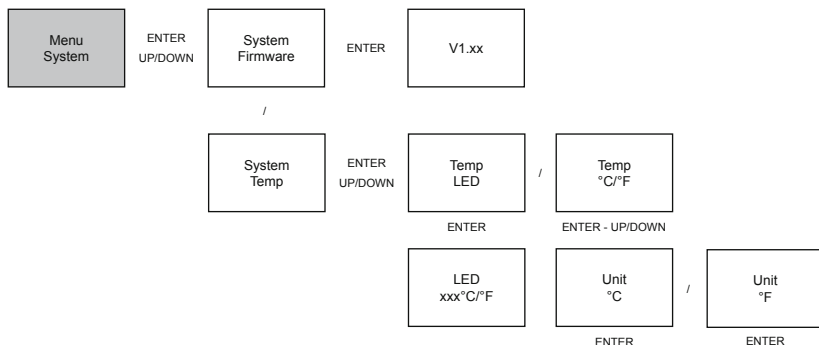 Menu
System
ENTER
UP/DOWN
System
Firmware
ENTER
V1.xx
/
System
Temp
ENTER
UP/DOWN
Temp
LED
/
Temp
°C/°F
ENTER
ENTER - UP/DOWN
LED
xxx°C/°F
Unit
°C
/
Unit
°F
ENTER
ENTER